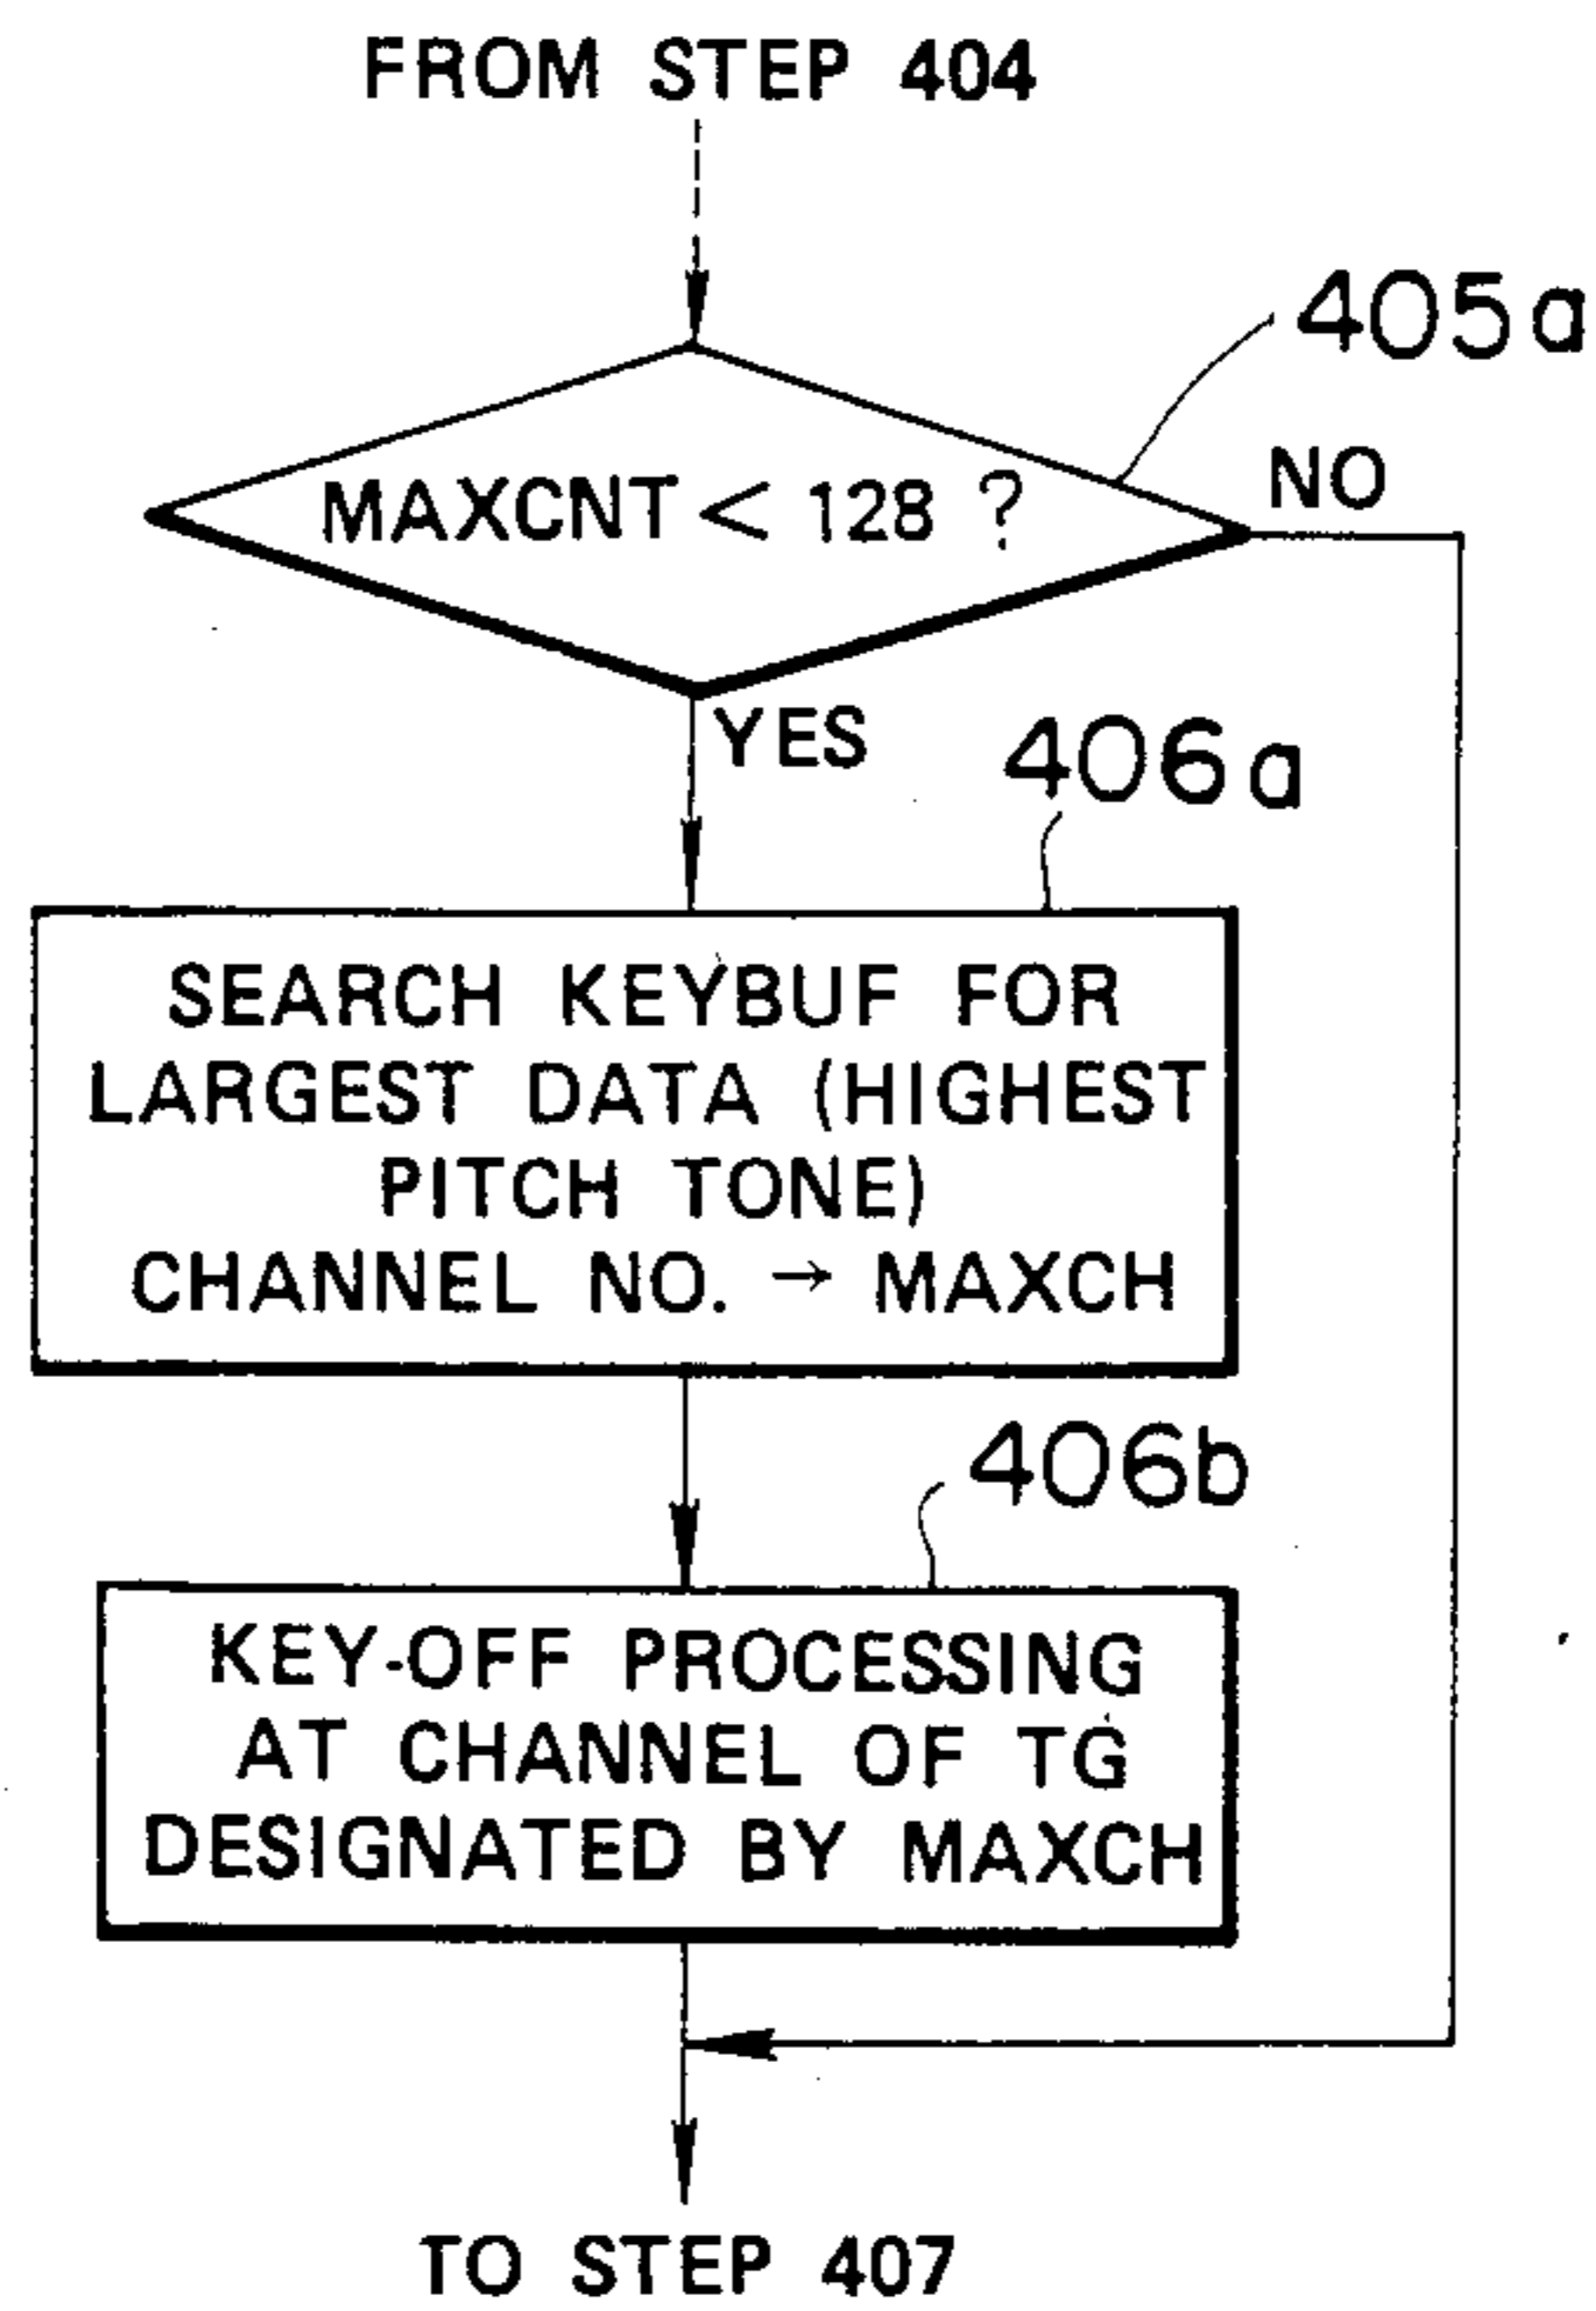 FROM STEP 404
405a
MAXCNT < 128 ?
NO
YES
406a
SEARCH KEYBUF FOR
LARGEST DATA (HIGHEST
PITCH TONE)
CHANNEL NO. → MAXCH
406b
KEY-OFF PROCESSING
AT CHANNEL OF TG
DESIGNATED BY MAXCH
TO STEP 407